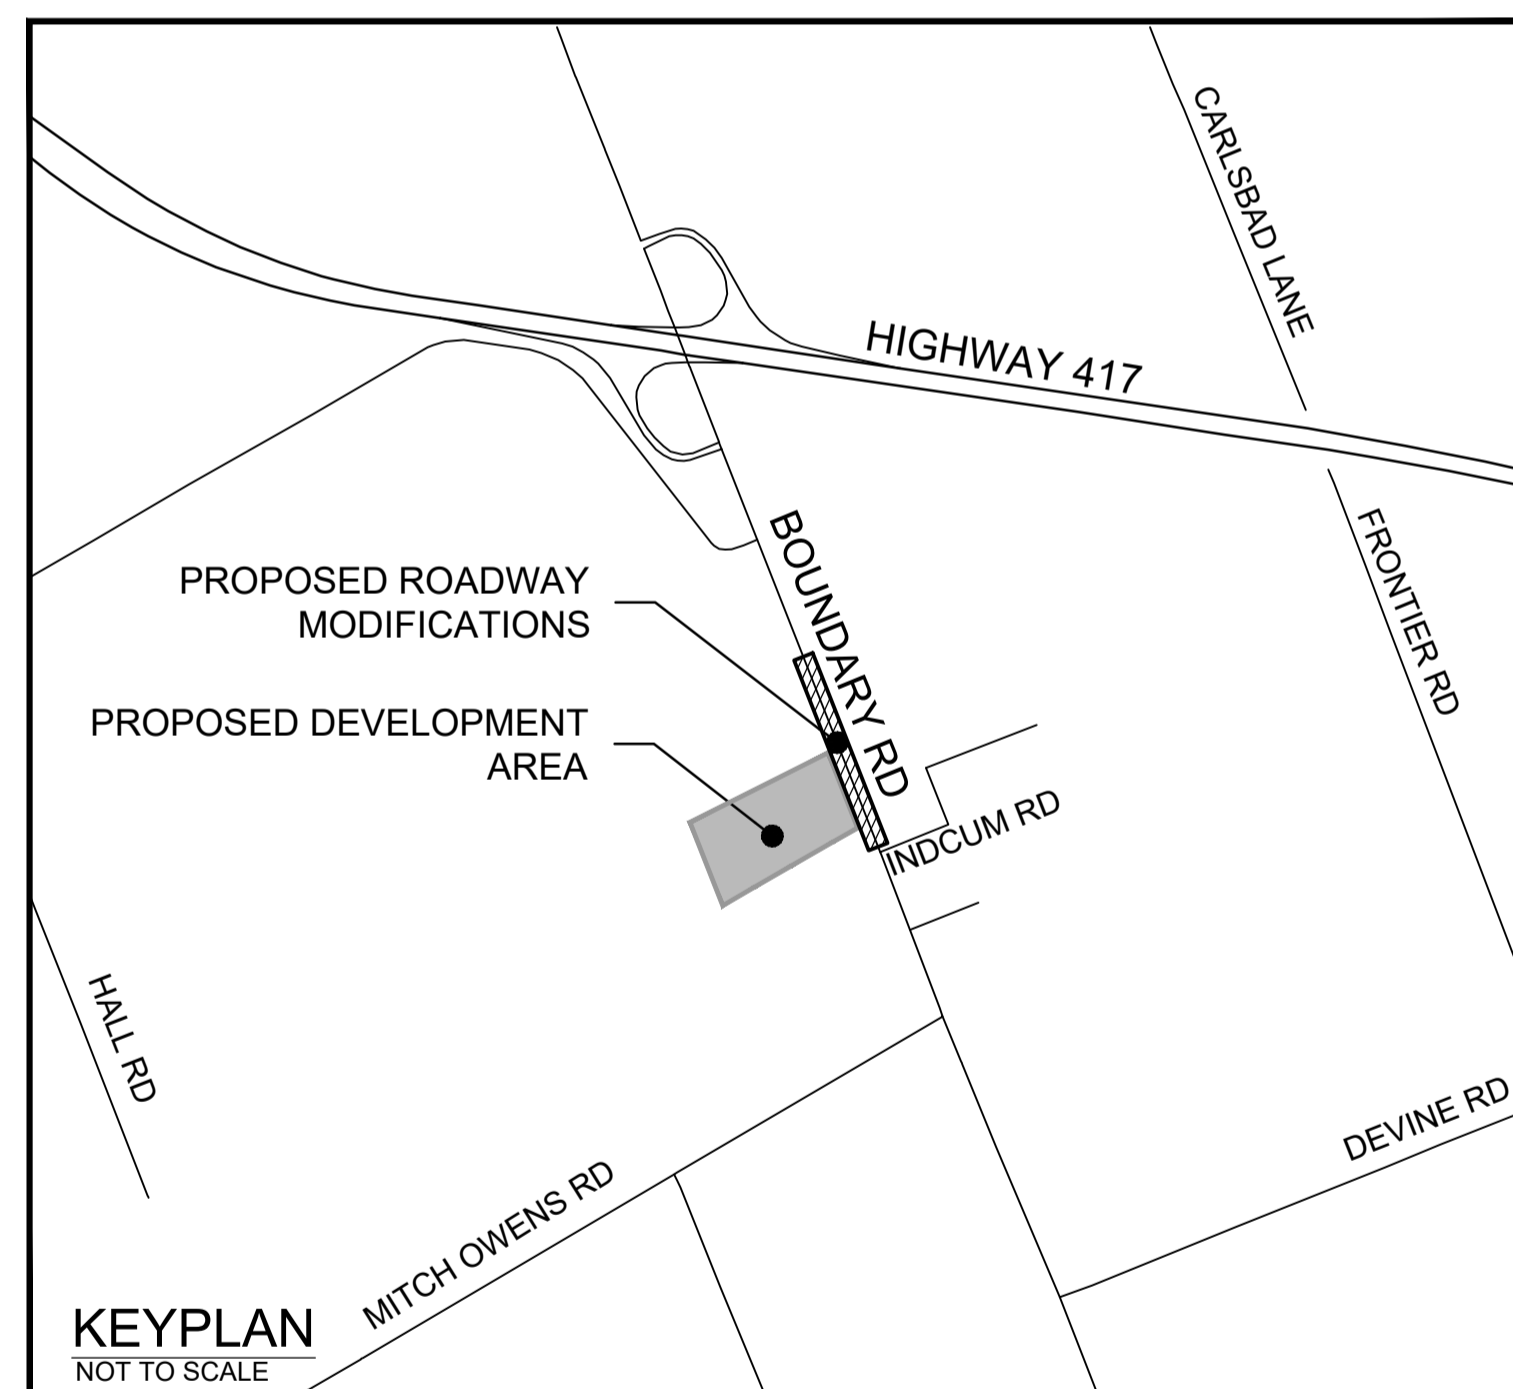 CARLSBAD LANE
HIGHWAY 417
BOUNDARY RD
FRONTIER RD
PROPOSED ROADWAY
MODIFICATIONS
PROPOSED DEVELOPMENT
AREA
INDCUM RD
HALL RD
DEVINE RD
MITCH OWENS RD
KEYPLAN
NOT TO SCALE